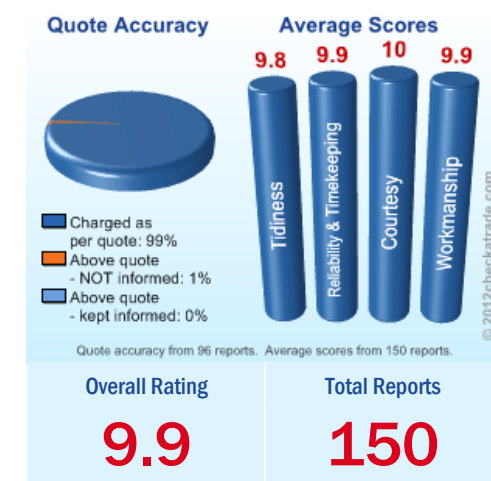 Quote Accuracy
Average Scores
9.8
9.9
10
9.9
Tidiness
Reliability & Timekeeping
Courtesy
Workmanship
Charged as
per quote: 99%
Above quote
- NOT informed: 1%
Above quote
- kept informed: 0%
© 2012checkatrade.com
Quote accuracy from 96 reports. Average scores from 150 reports.
Overall Rating
Total Reports
9.9
150